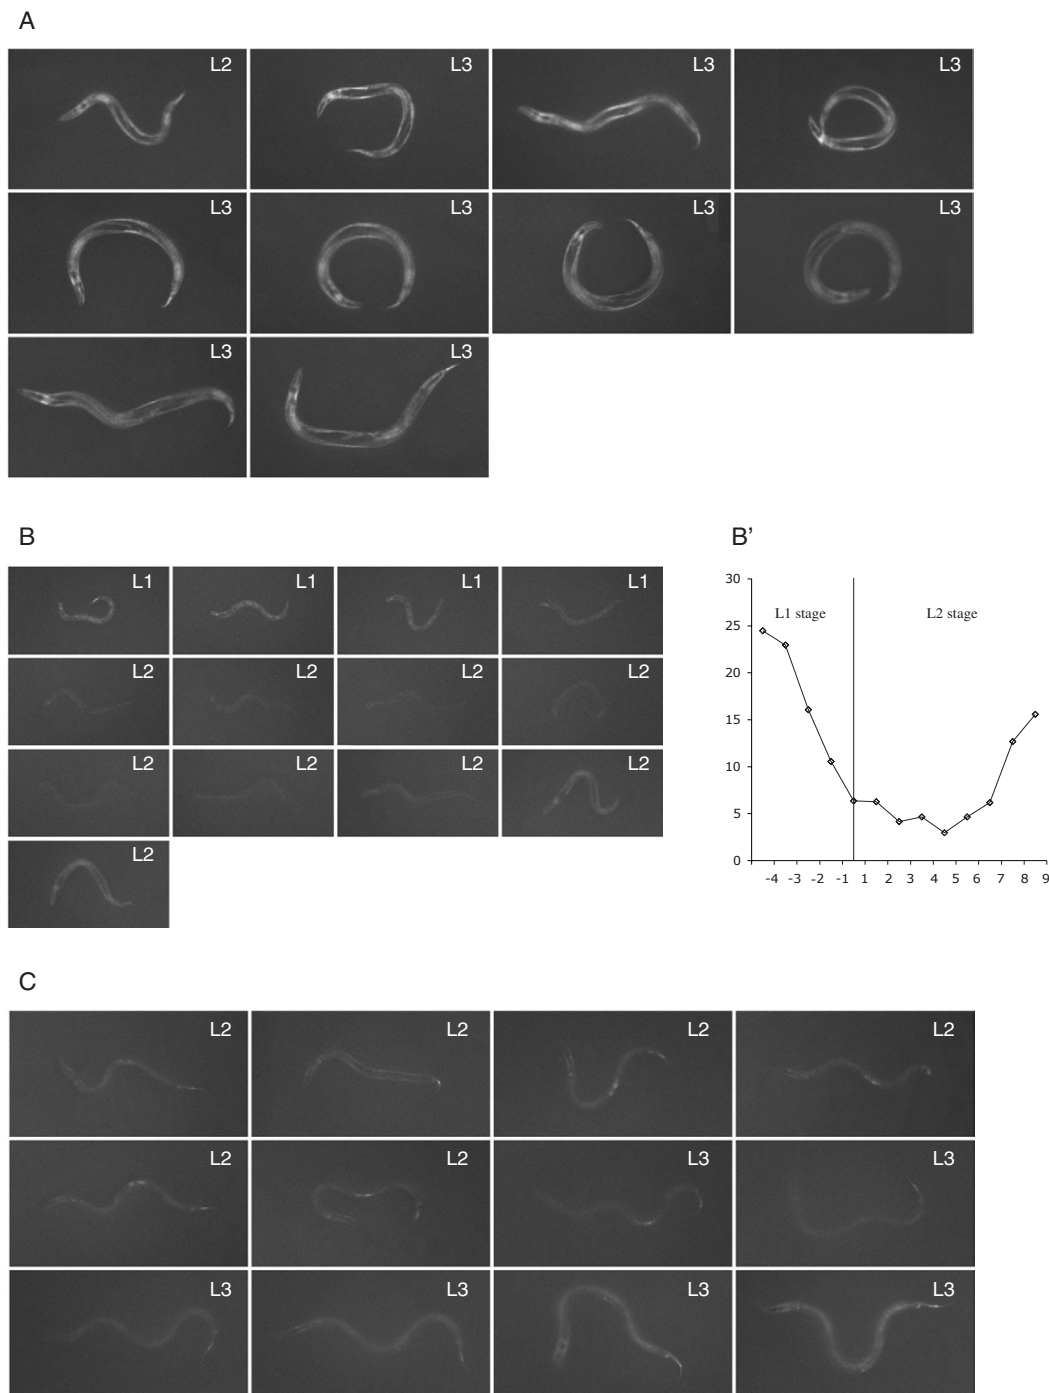 A
L2 L3 L3 L3
L3 L3 L3 L3
L3 L3
B
L1 L1 L1 L1
L2 L2 L2 L2
L2 L2 L2 L2
L2
B’
30
25
20
15
10
5
0
L1 stage L2 stage
-4 -3 -2 -1 1 2 3 4 5 6 7 8 9
C
L2 L2 L2 L2
L2 L2 L3 L3
L3 L3 L3 L3